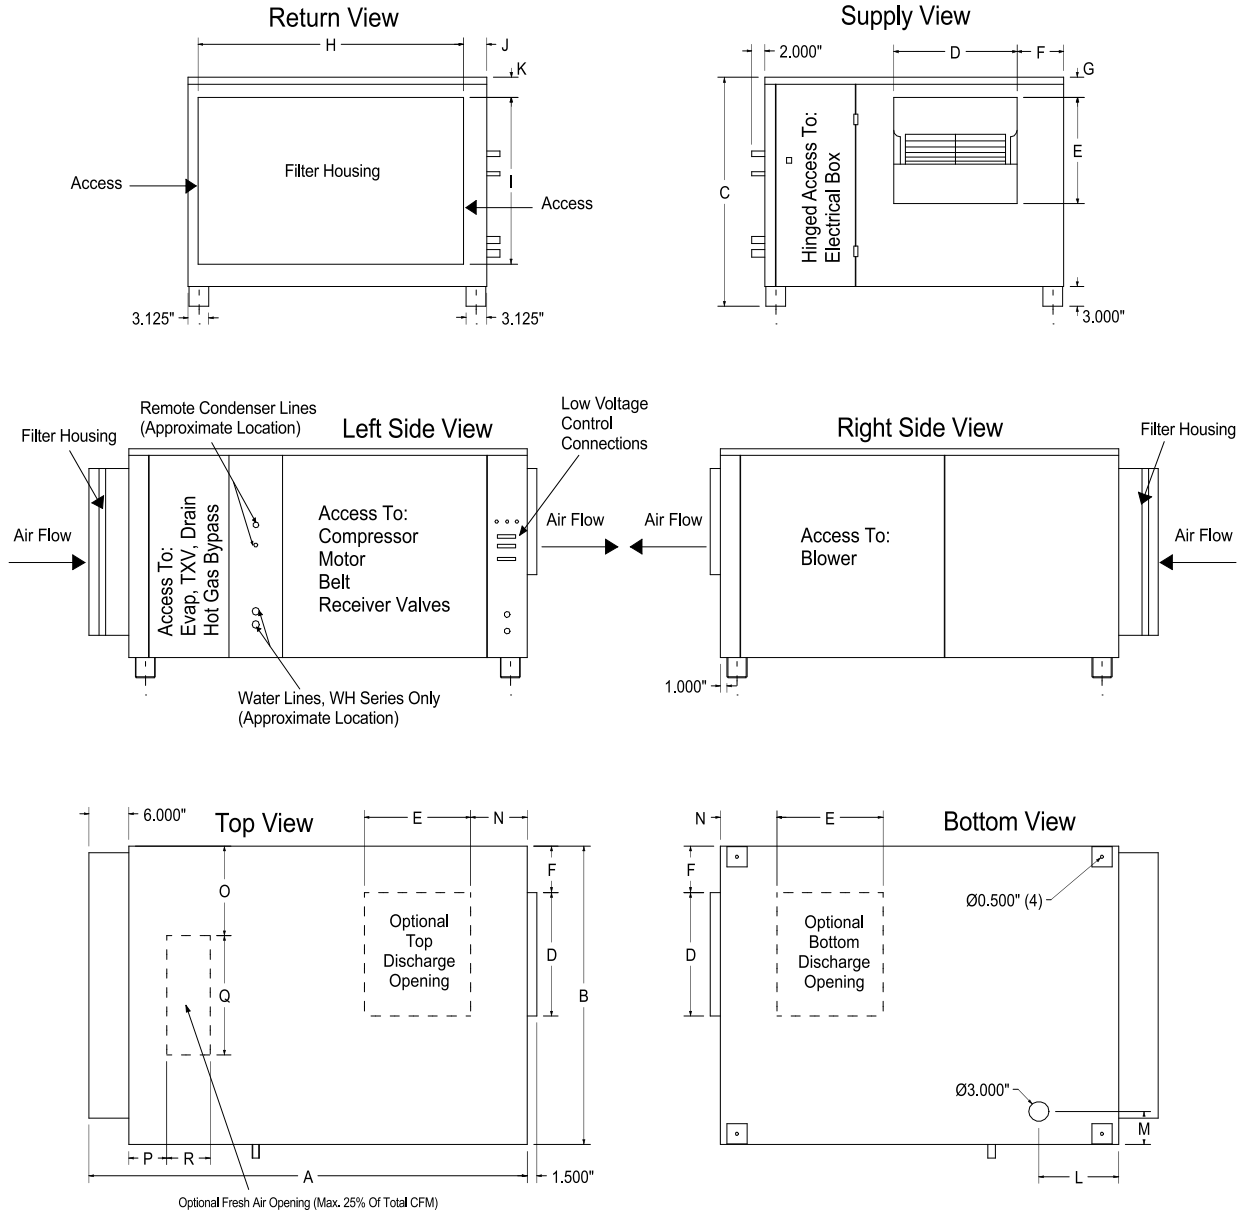 Return View
Supply View
H
J
K
2.000"
D
F
G
Filter Housing
Access
Access
I
C
Hinged Access To:
Electrical Box
E
3.125"
3.125"
3.000"
Remote Condenser Lines
(Approximate Location)
Left Side View
Low Voltage
Control
Connections
Right Side View
Filter Housing
Filter Housing
Air Flow
Access To:
Evap, TXV, Drain
Hot Gas Bypass
Access To:
Compressor
Motor
Belt
Receiver Valves
Air Flow
Air Flow
Access To:
Blower
Air Flow
1.000"
Water Lines, WH Series Only
(Approximate Location)
6.000"
Top View
E
N
N
E
Bottom View
O
F
F
Ø0.500" (4)
Optional
Top
Discharge
Opening
D
D
Optional
Bottom
Discharge
Opening
Q
B
Ø3.000"
M
P
R
A
1.500"
L
Optional Fresh Air Opening (Max. 25% Of Total CFM)